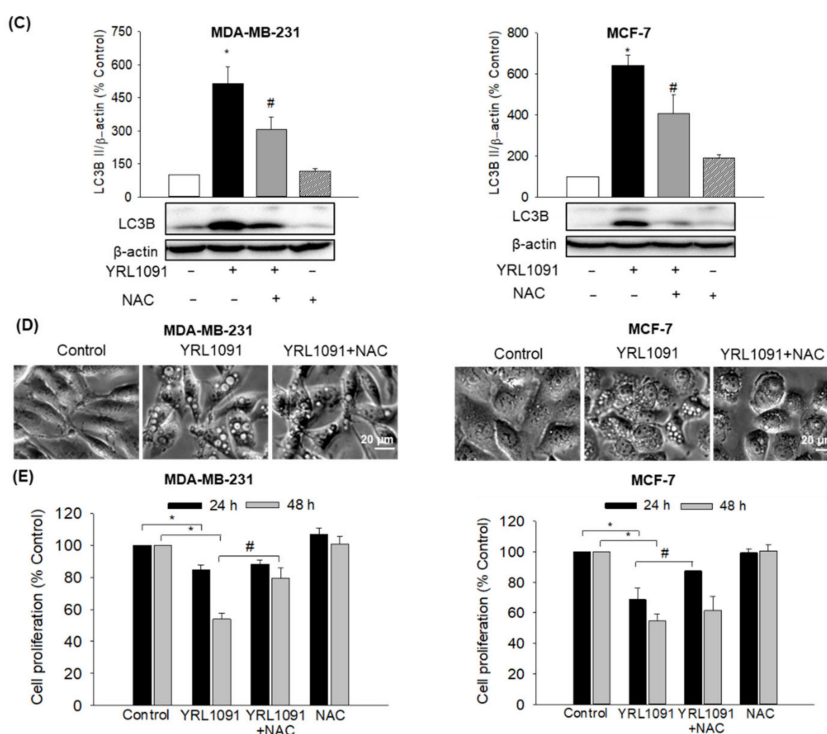 (C)
MDA-MB-231
LC3B II/β-actin (% Control)
750
600
450
300
150
0
*
#
LC3B
β-actin
YRL1091 – + + –
NAC – – + +
MCF-7
LC3B II/β-actin (% Control)
800
600
400
200
0
*
#
LC3B
β-actin
YRL1091 – + + –
NAC – – + +
(D)
MDA-MB-231
Control YRL1091 YRL1091+NAC
20 µm
MCF-7
Control YRL1091 YRL1091+NAC
20 µm
(E)
MDA-MB-231
24 h 48 h
Cell proliferation (% Control)
120
100
80
60
40
20
0
*
*
#
Control YRL1091 YRL1091 NAC
+NAC
MCF-7
24 h 48 h
Cell proliferation (% Control)
120
100
80
60
40
20
0
*
*
#
Control YRL1091 YRL1091 NAC
+NAC